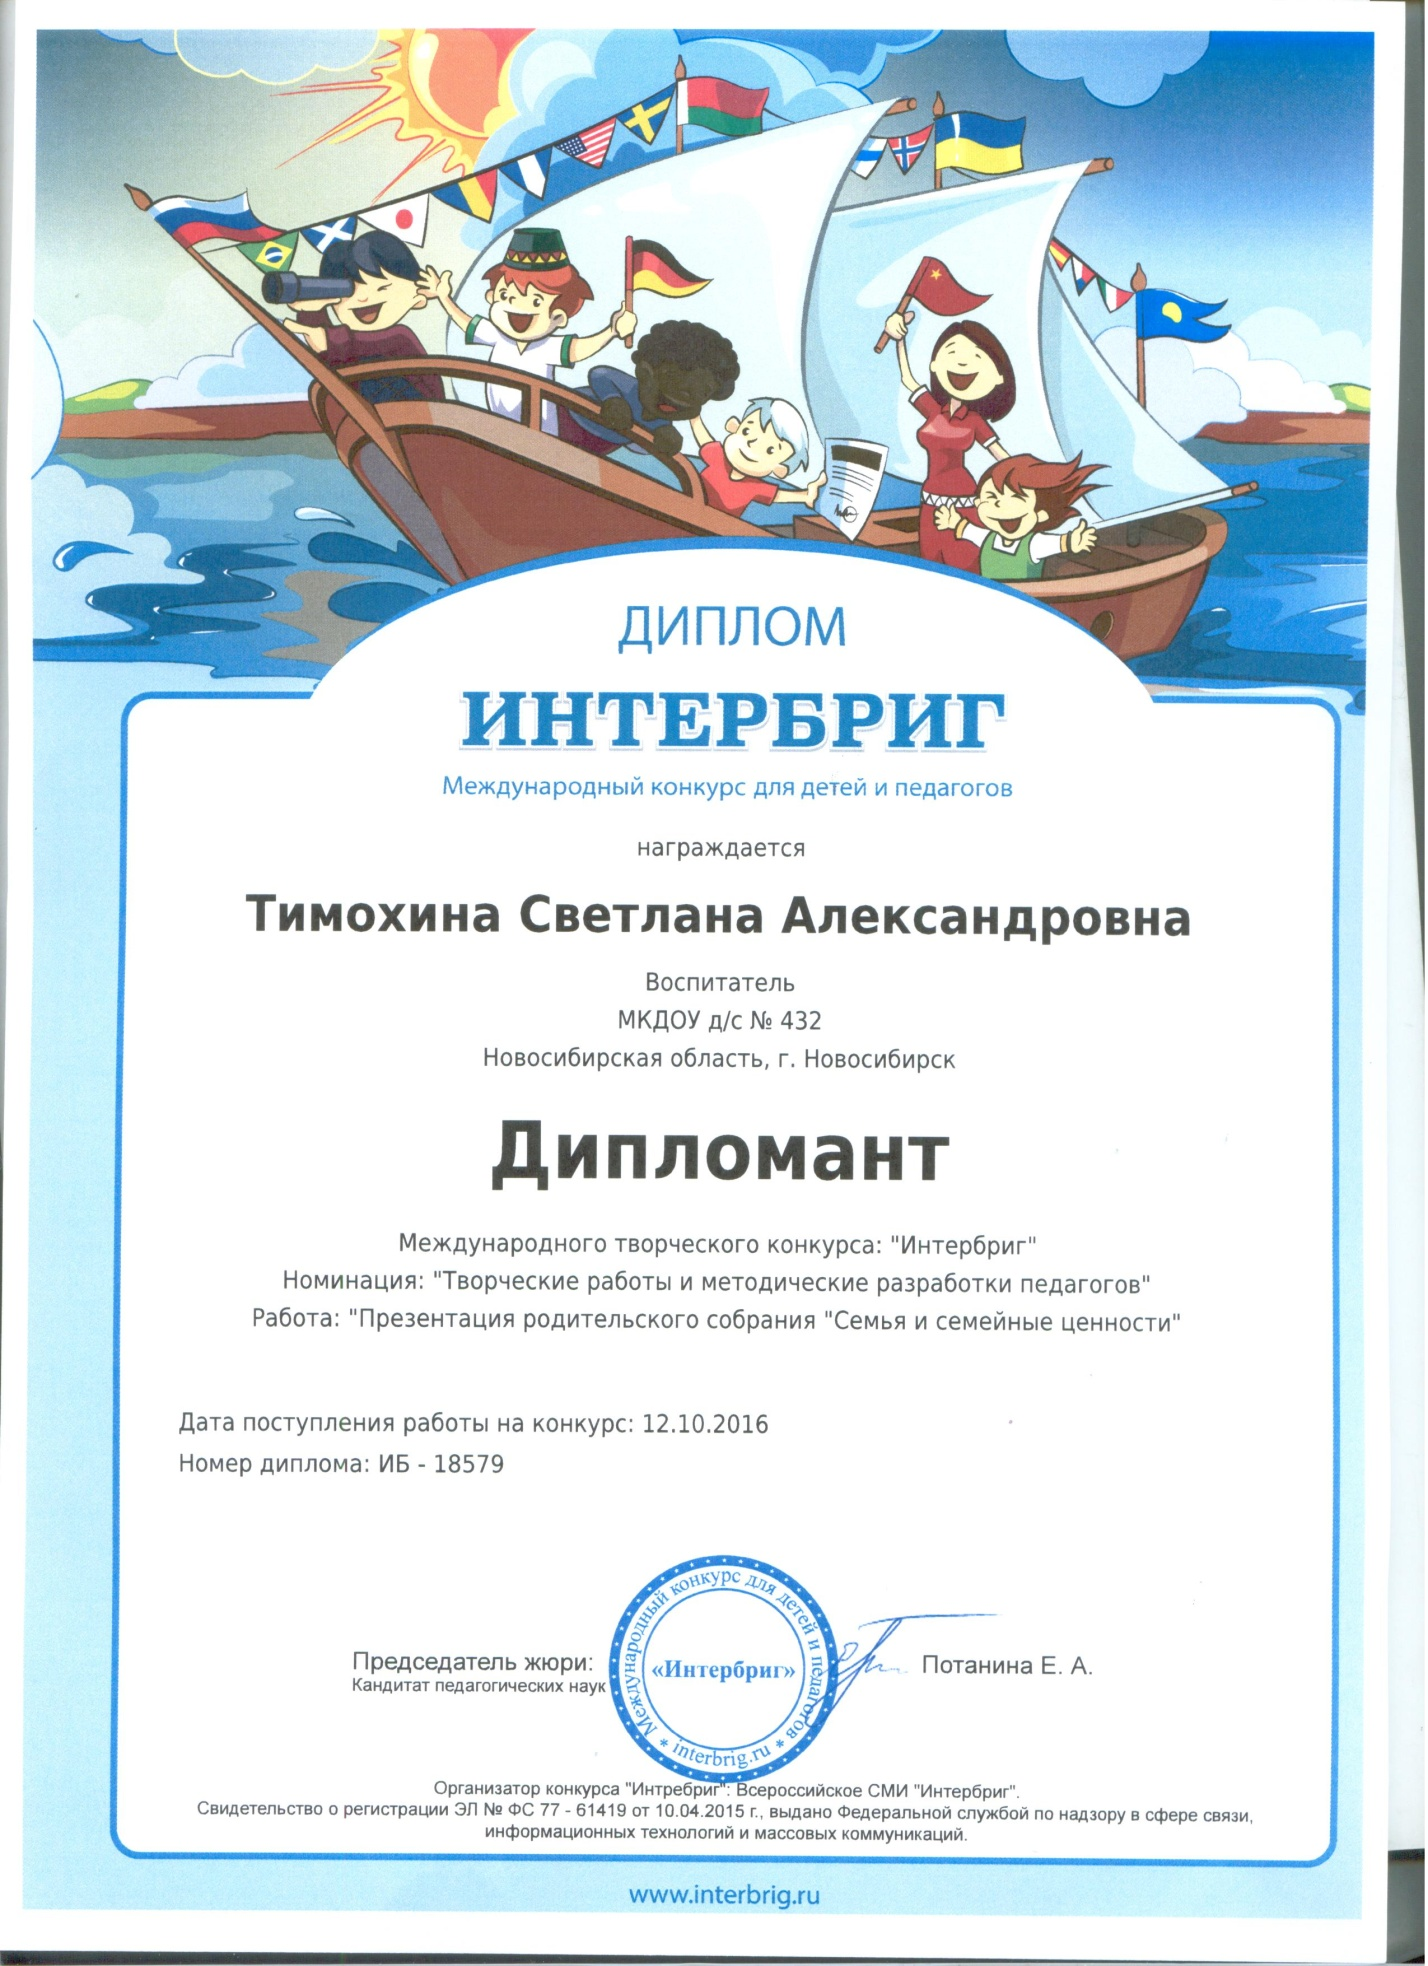 ДИПЛОМ
ИНТЕРБРИГ
Международный конкурс для детей и педагогов
награждается
Тимохина Светлана Александровна
Воспитатель
МКДОУ д/с № 432
Новосибирская область, г. Новосибирск
Дипломант
Международного творческого конкурса: "Интербриг"
Номинация: "Творческие работы и методические разработки педагогов"
Работа: "Презентация родительского собрания "Семья и семейные ценности"
Дата поступления работы на конкурс: 12.10.2016
Номер диплома: ИБ - 18579
Международный конкурс для детей и педагогов
«Интербриг»
* interbrig.ru *
Председатель жюри:
Кандитат педагогических наук
Потанина Е. А.
Организатор конкурса "Интребриг": Всероссийское СМИ "Интербриг".
Свидетельство о регистрации ЭЛ № ФС 77 - 61419 от 10.04.2015 г., выдано Федеральной службой по надзору в сфере связи,
информационных технологий и массовых коммуникаций.
www.interbrig.ru